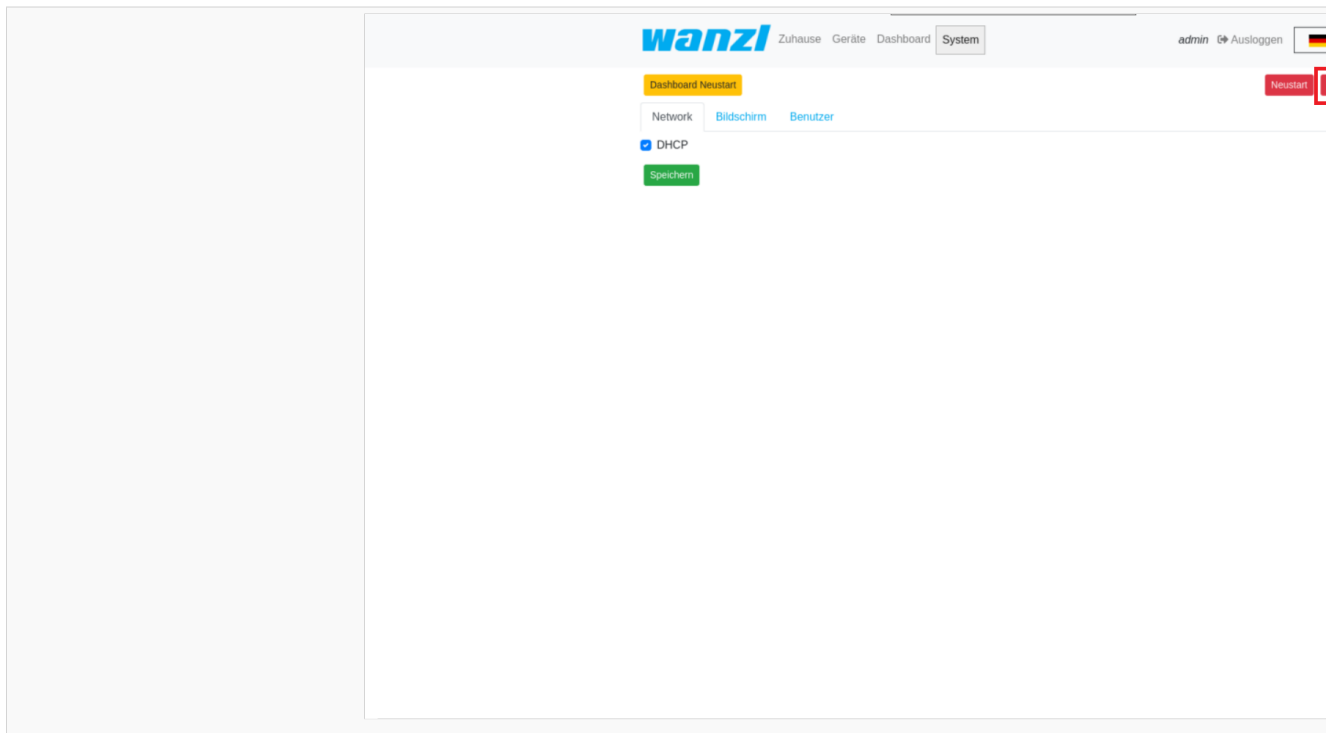 wanzl Zuhause Geräte Dashboard System admin Ausloggen
Dashboard Neustart Neustart
Network Bildschirm Benutzer
DHCP
Speichern